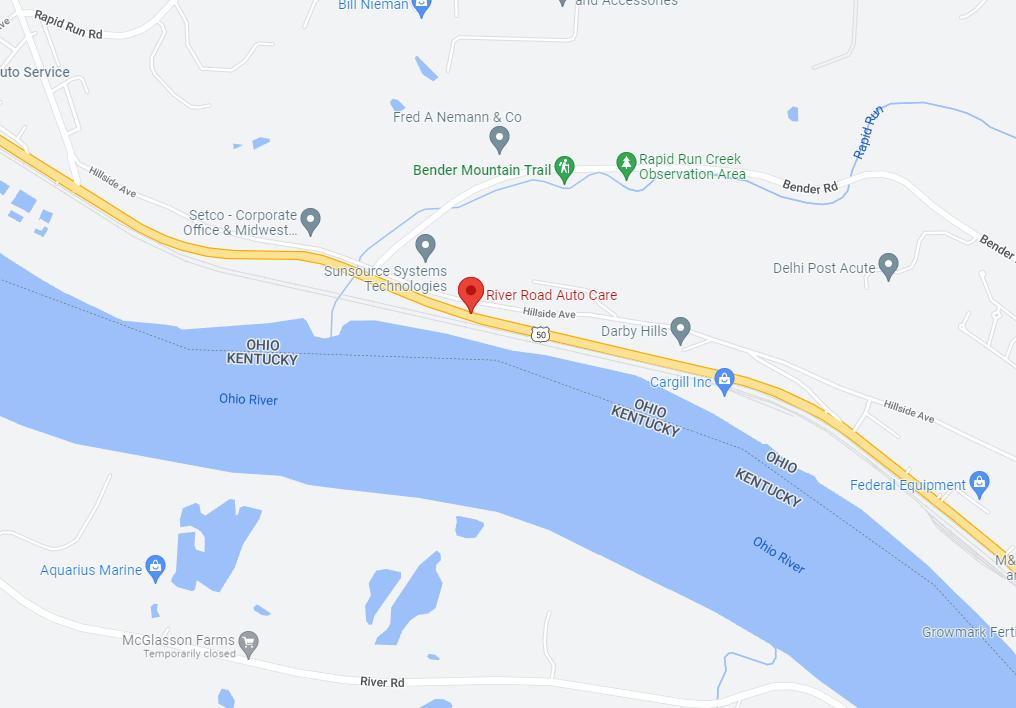 Bill Nieman
and Accessories
Rapid Run Rd
uto Service
Fred A Nemann & Co
Rapid Run
Bender Mountain Trail
Rapid Run Creek
Observation Area
Hillside Ave
Bender Rd
Setco - Corporate
Office & Midwest...
Bender
Sunsource Systems
Technologies
Delhi Post Acute
River Road Auto Care
Hillside Ave
50
Darby Hills
OHIO
KENTUCKY
Cargill Inc
Ohio River
OHIO
KENTUCKY
Hillside Ave
OHIO
KENTUCKY
Federal Equipment
Ohio River
M&
ar
Aquarius Marine
McGlasson Farms
Temporarily closed
Growmark Ferti
River Rd